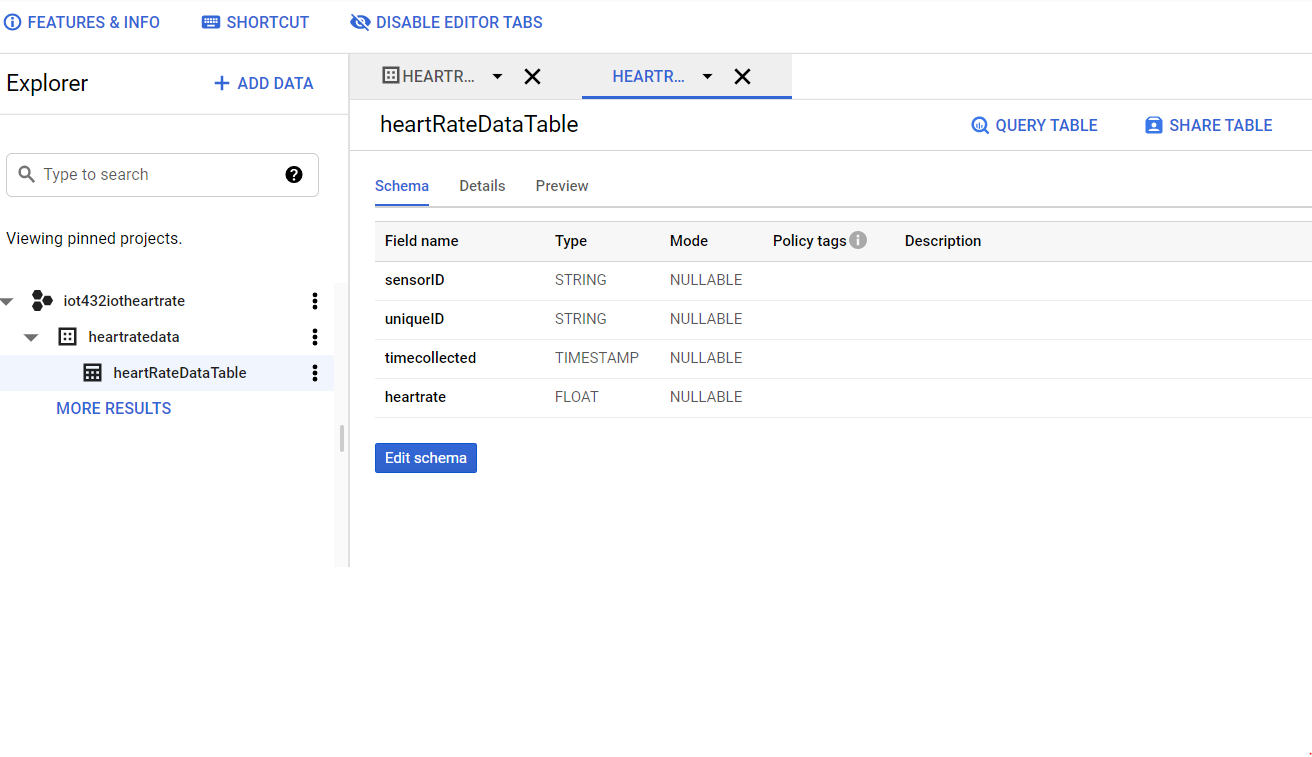 FEATURES & INFO SHORTCUT DISABLE EDITOR TABS
Explorer ADD DATA
Type to search
Viewing pinned projects.
iot432iotheartrate
heartratedata
heartRateDataTable
MORE RESULTS
HEARTR... HEARTR...
heartRateDataTable QUERY TABLE SHARE TABLE
Schema Details Preview
Field name Type Mode Policy tags Description
sensorID STRING NULLABLE
uniqueID STRING NULLABLE
timecollected TIMESTAMP NULLABLE
heartrate FLOAT NULLABLE
Edit schema